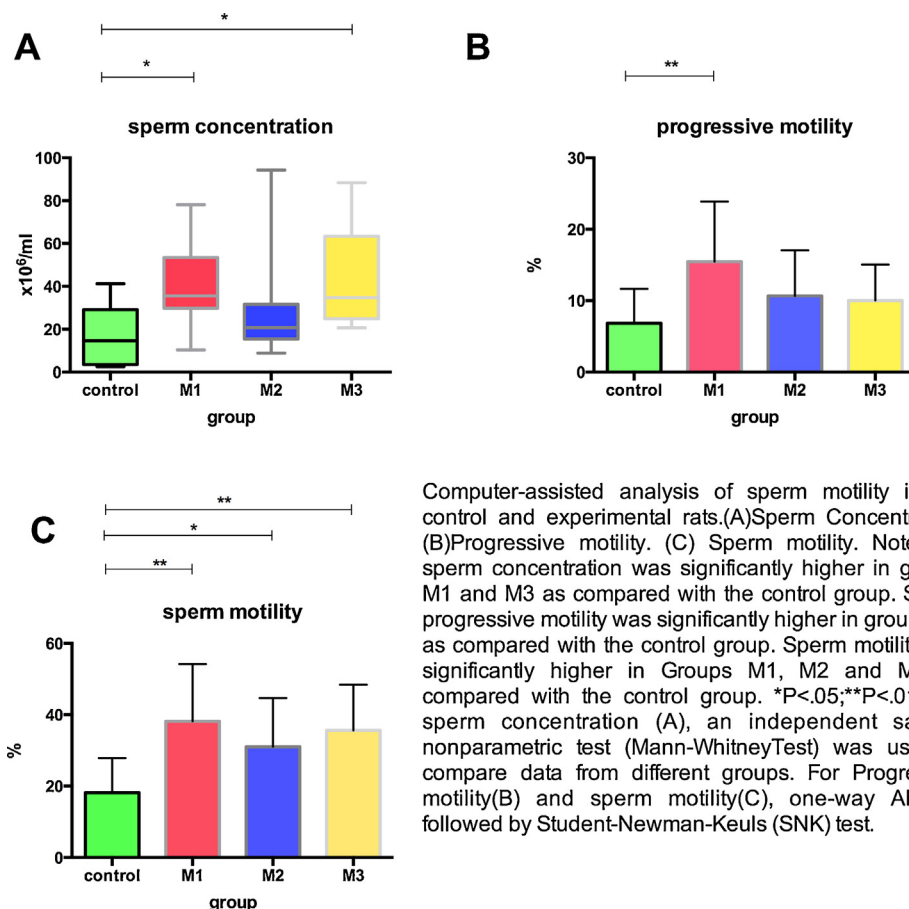 A
*
*
sperm concentration
x10⁶/ml
100
80
60
40
20
0
control M1 M2 M3
group
B
**
progressive motility
%
30
20
10
0
control M1 M2 M3
group
C
**
*
**
sperm motility
%
60
40
20
0
control M1 M2 M3
group
Computer-assisted analysis of sperm motility
control and experimental rats.(A)Sperm
(B)Progressive motility. (C) Sperm motility.
sperm concentration was significantly higher in
M1 and M3 as compared with the control group.
progressive motility was significantly higher in
as compared with the control group. Sperm
significantly higher in Groups M1, M2 and
compared with the control group. *P<.05;**P<.0
sperm concentration (A), an independent
nonparametric test (Mann-WhitneyTest) was
compare data from different groups. For
motility(B) and sperm motility(C), one-way
followed by Student-Newman-Keuls (SNK) test.